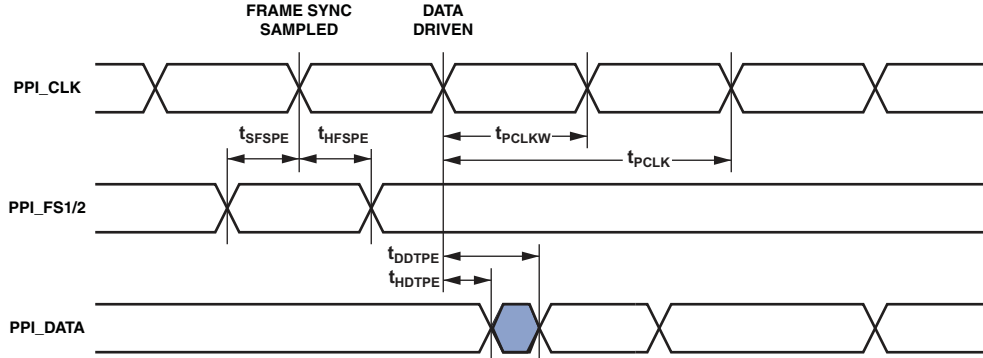 FRAME SYNC
SAMPLED
DATA
DRIVEN
PPI_CLK
tSFSPE
tHFSPE
tPCLKW
tPCLK
PPI_FS1/2
tDDTPE
tHDTPE
PPI_DATA